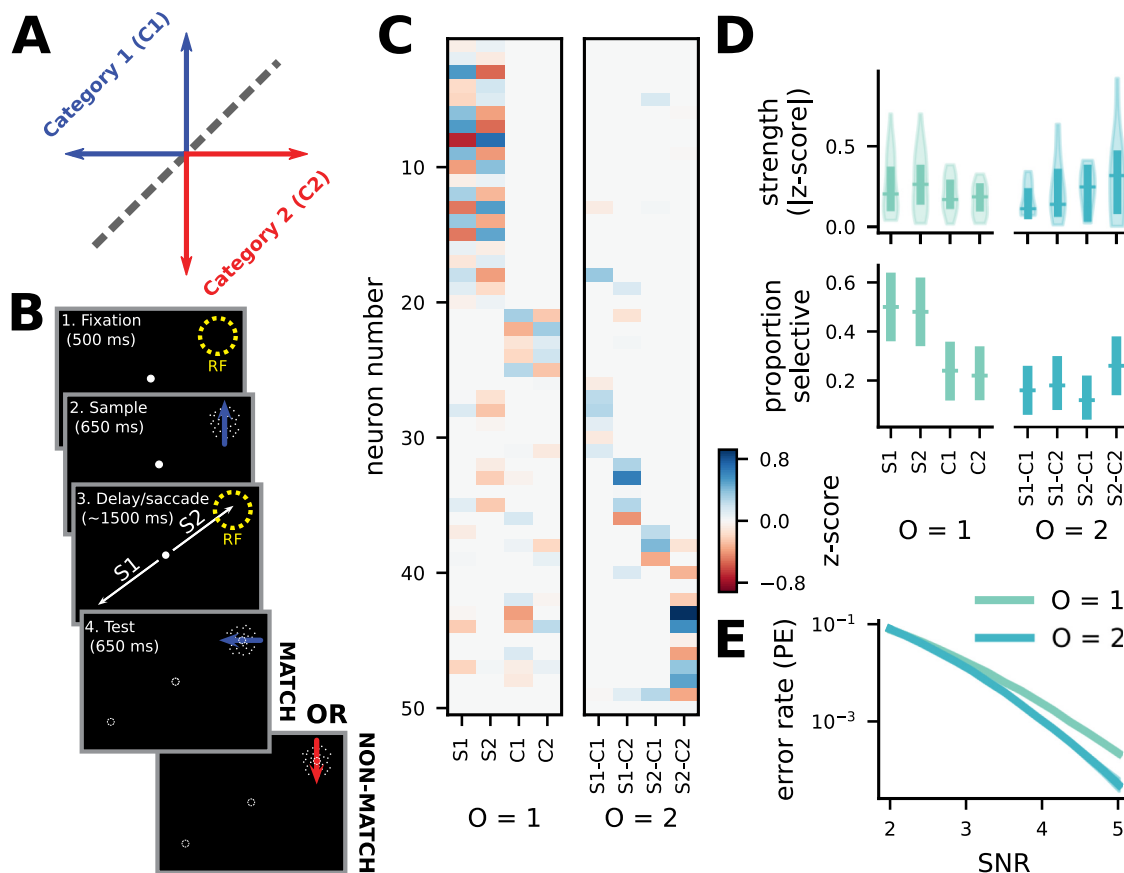 A
Category 1 (C1)
Category 2 (C2)
B
1. Fixation
(500 ms)
RF
2. Sample
(650 ms)
3. Delay/saccade
(~1500 ms)
S2
S1
RF
4. Test
(650 ms)
MATCH
OR
NON-MATCH
C
neuron number
10
20
30
40
50
S1
S2
C1
C2
O = 1
S1-C1
S1-C2
S2-C1
S2-C2
O = 2
z-score
0.8
0.0
−0.8
D
strength
(|z-score|)
0.5
0.0
proportion
selective
0.6
0.4
0.2
S1
S2
C1
C2
O = 1
S1-C1
S1-C2
S2-C1
S2-C2
O = 2
E
error rate (PE)
10⁻¹
10⁻³
O = 1
O = 2
2
3
4
5
SNR